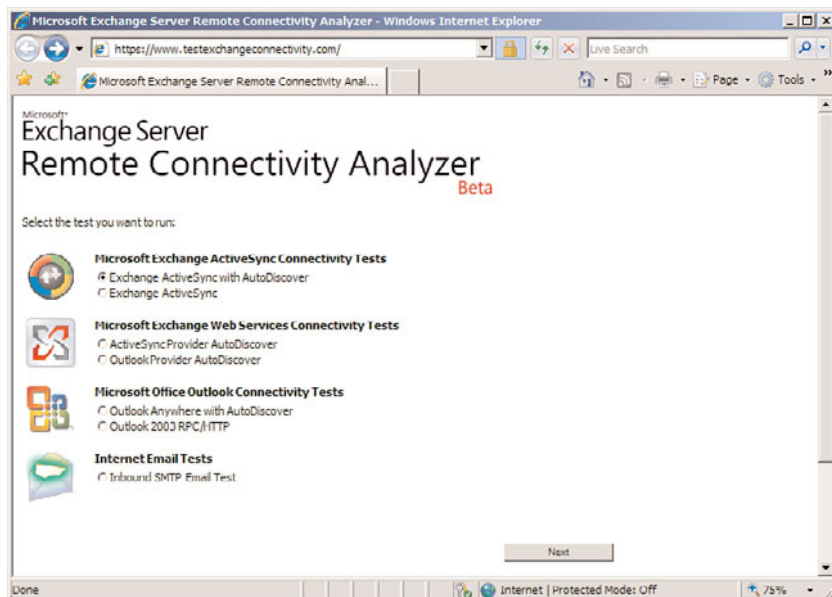 Microsoft Exchange Server Remote Connectivity Analyzer - Windows Internet Explorer
https://www.testexchangeconnectivity.com/
Live Search
Microsoft Exchange Server Remote Connectivity Anal...
Page
Tools
Microsoft
Exchange Server
Remote Connectivity Analyzer
Beta
Select the test you want to run:
Microsoft Exchange ActiveSync Connectivity Tests
Exchange ActiveSync with AutoDiscover
Exchange ActiveSync
Microsoft Exchange Web Services Connectivity Tests
ActiveSync Provider AutoDiscover
Outlook Provider AutoDiscover
Microsoft Office Outlook Connectivity Tests
Outlook Anywhere with AutoDiscover
Outlook 2003 RPC/HTTP
Internet Email Tests
Inbound SMTP Email Test
Next
Done
Internet | Protected Mode: Off
75%